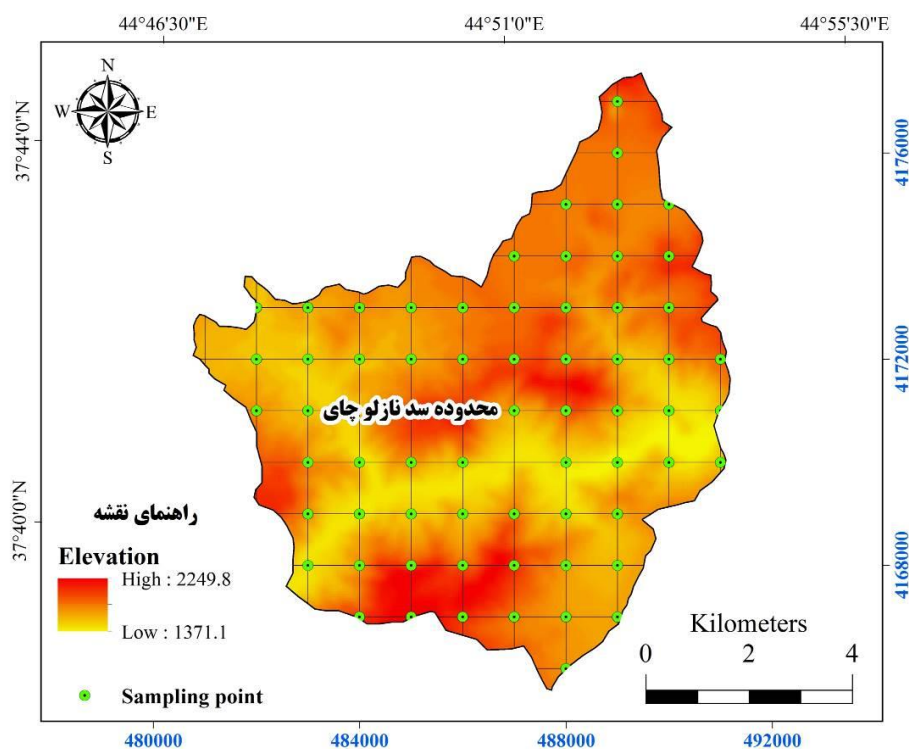 44°46'30"E 44°51'0"E 44°55'30"E
N
W E
S
37°44'0"N
4176000
4172000
محدوده سد نازلو چای
37°40'0"N
راهنمای نقشه
Elevation
High : 2249.8
Low : 1371.1
4168000
Kilometers
0 2 4
Sampling point
480000 484000 488000 492000